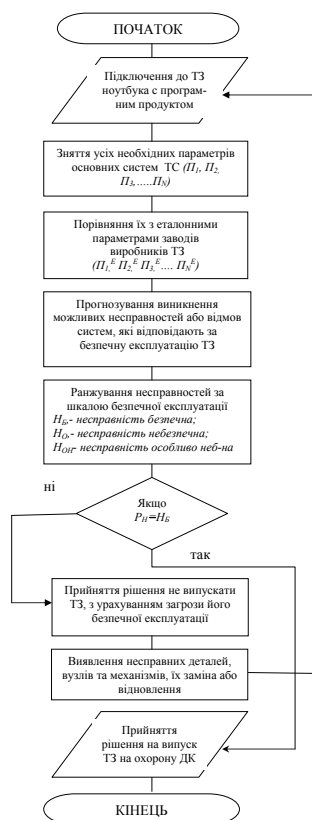 ПОЧАТОК
Підключення до ТЗ
ноутбука с програм-
ним продуктом
Зняття усіх необхідних параметрів
основних систем ТС (П1, П2,
П3,.....ПN)
Порівняння їх з еталонними
параметрами заводів
виробників ТЗ
(П1,Е П2,Е П3,Е.... ПNЕ)
Прогнозування виникнення
можливих несправностей або відмов
систем, які відповідають за
безпечну експлуатацію ТЗ
Ранжування несправностей за
шкалою безпечної експлуатації
НБ,- несправність безпечна;
НО,- несправність небезпечна;
НОН- несправність особливо неб-на
ні
Якщо
РН=НБ
так
Прийняття рішення не випускати
ТЗ, з урахуванням загрози його
безпечної експлуатації
Виявлення несправних деталей,
вузлів та механізмів, їх заміна або
відновлення
Прийняття
рішення на випуск
ТЗ на охорону ДК
КІНЕЦЬ